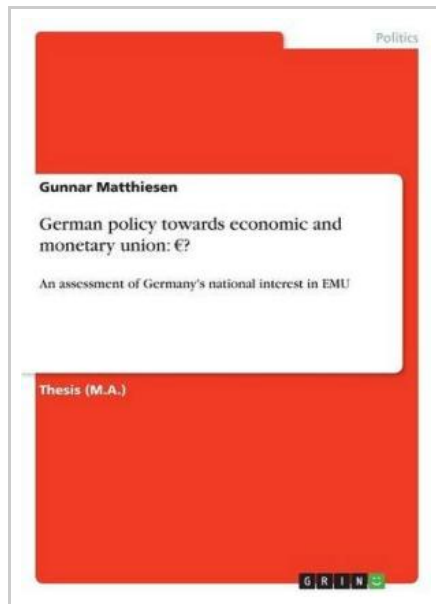 Politics
Gunnar Matthiesen
German policy towards economic and
monetary union: €?
An assessment of Germany's national interest in EMU
Thesis (M.A.)
GRIN